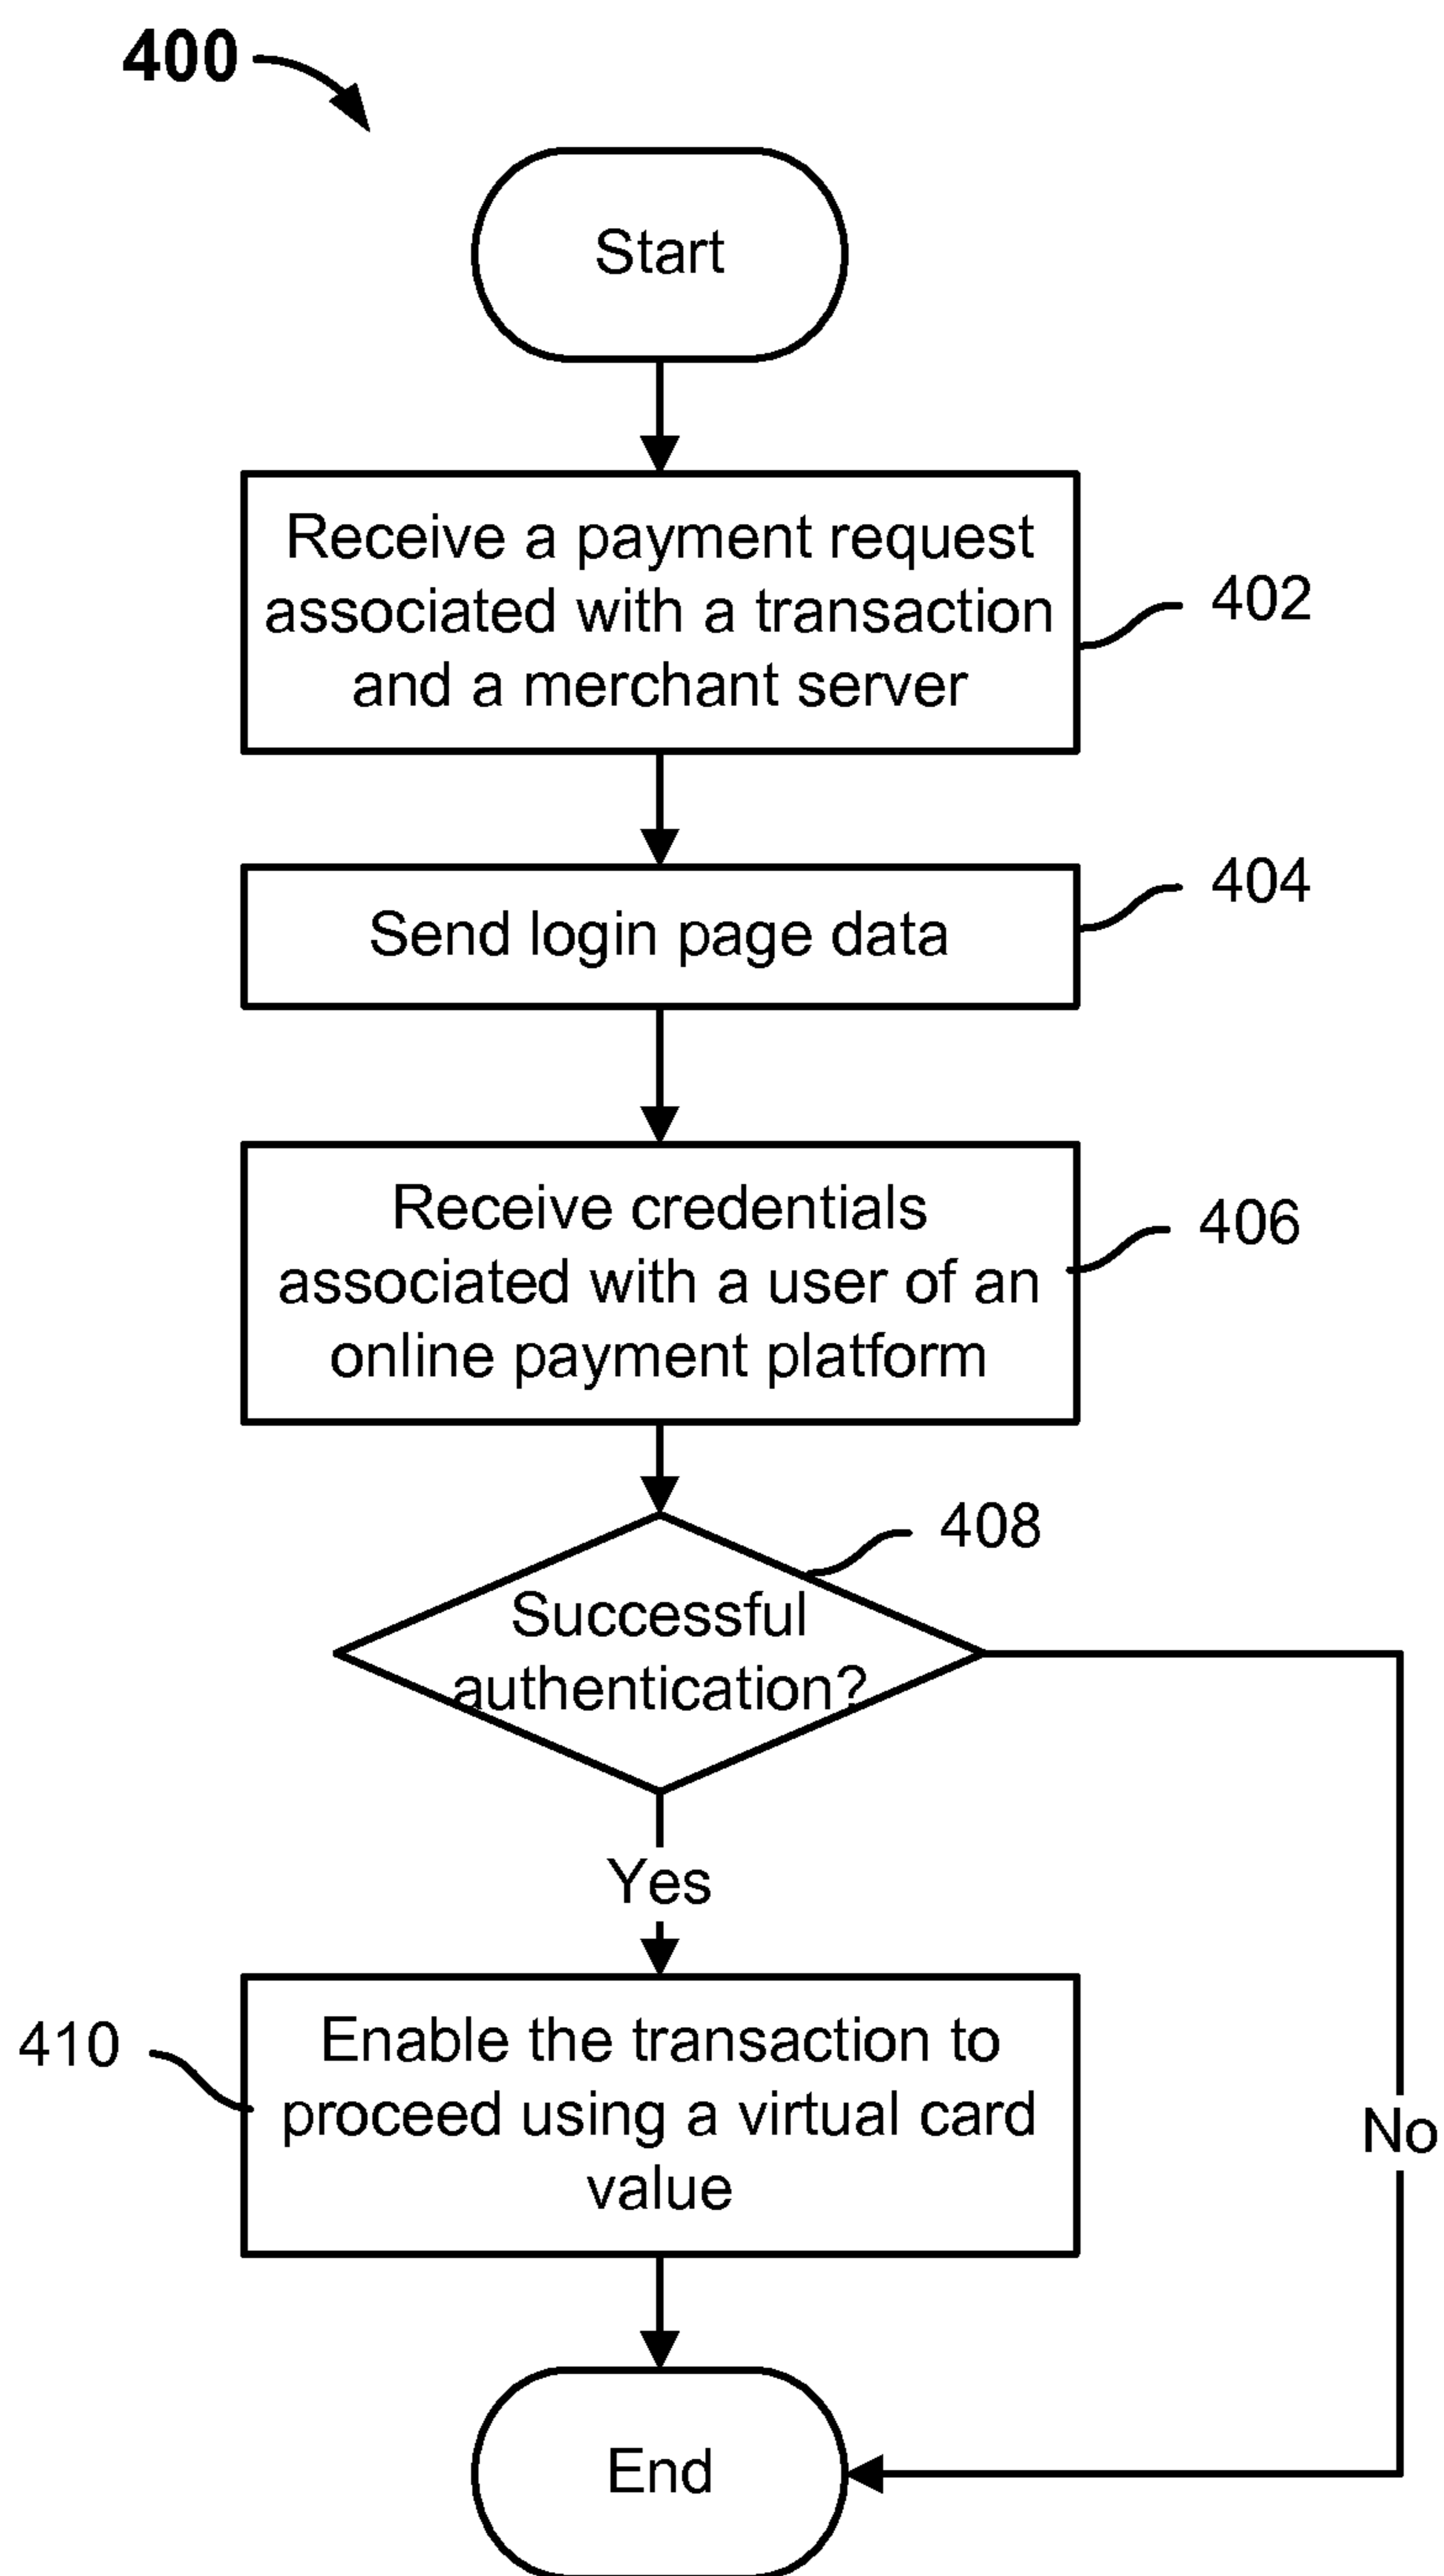 400
Start
Receive a payment request
associated with a transaction
and a merchant server
402
Send login page data
404
Receive credentials
associated with a user of an
online payment platform
406
Successful
authentication?
408
Yes
Enable the transaction to
proceed using a virtual card
value
410
No
End